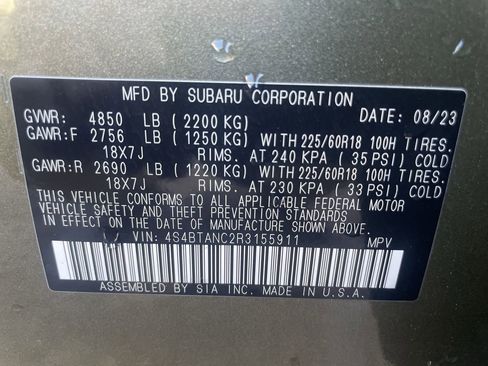 MFD BY SUBARU CORPORATION DATE: 08/23
GVWR: 4850 LB (2200 KG)
GAWR:F 2756 LB (1250 KG) WITH 225/60R18 100H TIRES.
18X7J RIMS. AT 240 KPA (35 PSI) COLD
GAWR:R 2690 LB (1220 KG) WITH 225/60R18 100H TIRES.
18X7J RIMS. AT 230 KPA (33 PSI) COLD
THIS VEHICLE CONFORMS TO ALL APPLICABLE FEDERAL MOTOR
VEHICLE SAFETY AND THEFT PREVENTION STANDARDS
IN EFFECT ON THE DATE OF MANUFACTURE SHOWN ABOVE.
VIN: 4S4BTANC2R3155911 MPV
ASSEMBLED BY SIA INC. MADE IN U.S.A.